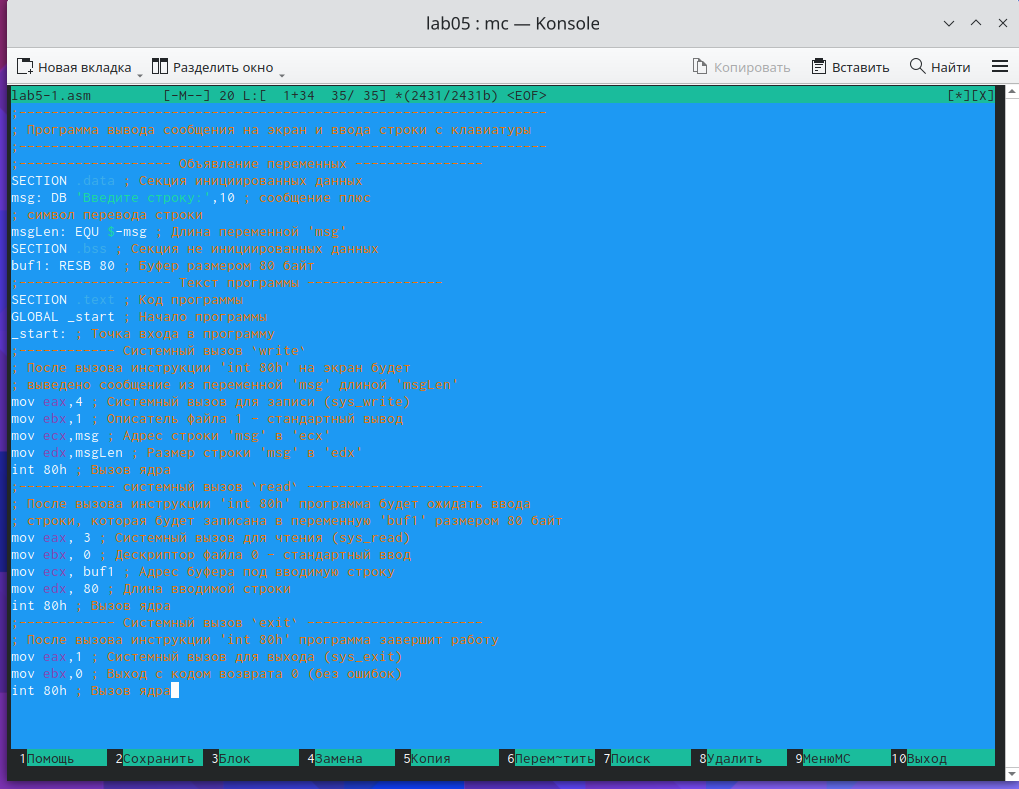 lab05 : mc — Konsole
Новая вкладка Разделить окно Копировать Вставить Найти
lab5-1.asm [-M--] 20 L:[ 1+34 35/ 35] *(2431/2431b) <EOF> [*][X]
;------------------------------------------------------------------
; Программа вывода сообщения на экран и ввода строки с клавиатуры
;------------------------------------------------------------------
;------------------- Объявление переменных ----------------
SECTION .data ; Секция инициированных данных
msg: DB 'Введите строку:',10 ; сообщение плюс
; символ перевода строки
msgLen: EQU $-msg ; Длина переменной 'msg'
SECTION .bss ; Секция не инициированных данных
buf1: RESB 80 ; Буфер размером 80 байт
;------------------- Текст программы -----------------
SECTION .text ; Код программы
GLOBAL _start ; Начало программы
_start: ; Точка входа в программу
;------------ Системный вызов `write`
; После вызова инструкции 'int 80h' на экран будет
; выведено сообщение из переменной 'msg' длиной 'msgLen'
mov eax,4 ; Системный вызов для записи (sys_write)
mov ebx,1 ; Описатель файла 1 - стандартный вывод
mov ecx,msg ; Адрес строки 'msg' в 'ecx'
mov edx,msgLen ; Размер строки 'msg' в 'edx'
int 80h ; Вызов ядра
;------------ системный вызов `read` ----------------------
; После вызова инструкции 'int 80h' программа будет ожидать ввода
; строки, которая будет записана в переменную 'buf1' размером 80 байт
mov eax, 3 ; Системный вызов для чтения (sys_read)
mov ebx, 0 ; Дескриптор файла 0 - стандартный ввод
mov ecx, buf1 ; Адрес буфера под вводимую строку
mov edx, 80 ; Длина вводимой строки
int 80h ; Вызов ядра
;------------ Системный вызов `exit` ----------------------
; После вызова инструкции 'int 80h' программа завершит работу
mov eax,1 ; Системный вызов для выхода (sys_exit)
mov ebx,0 ; Выход с кодом возврата 0 (без ошибок)
int 80h ; Вызов ядра
1Помощь 2Сохранить 3Блок 4Замена 5Копия 6Перем~тить 7Поиск 8Удалить 9МенюMC 10Выход